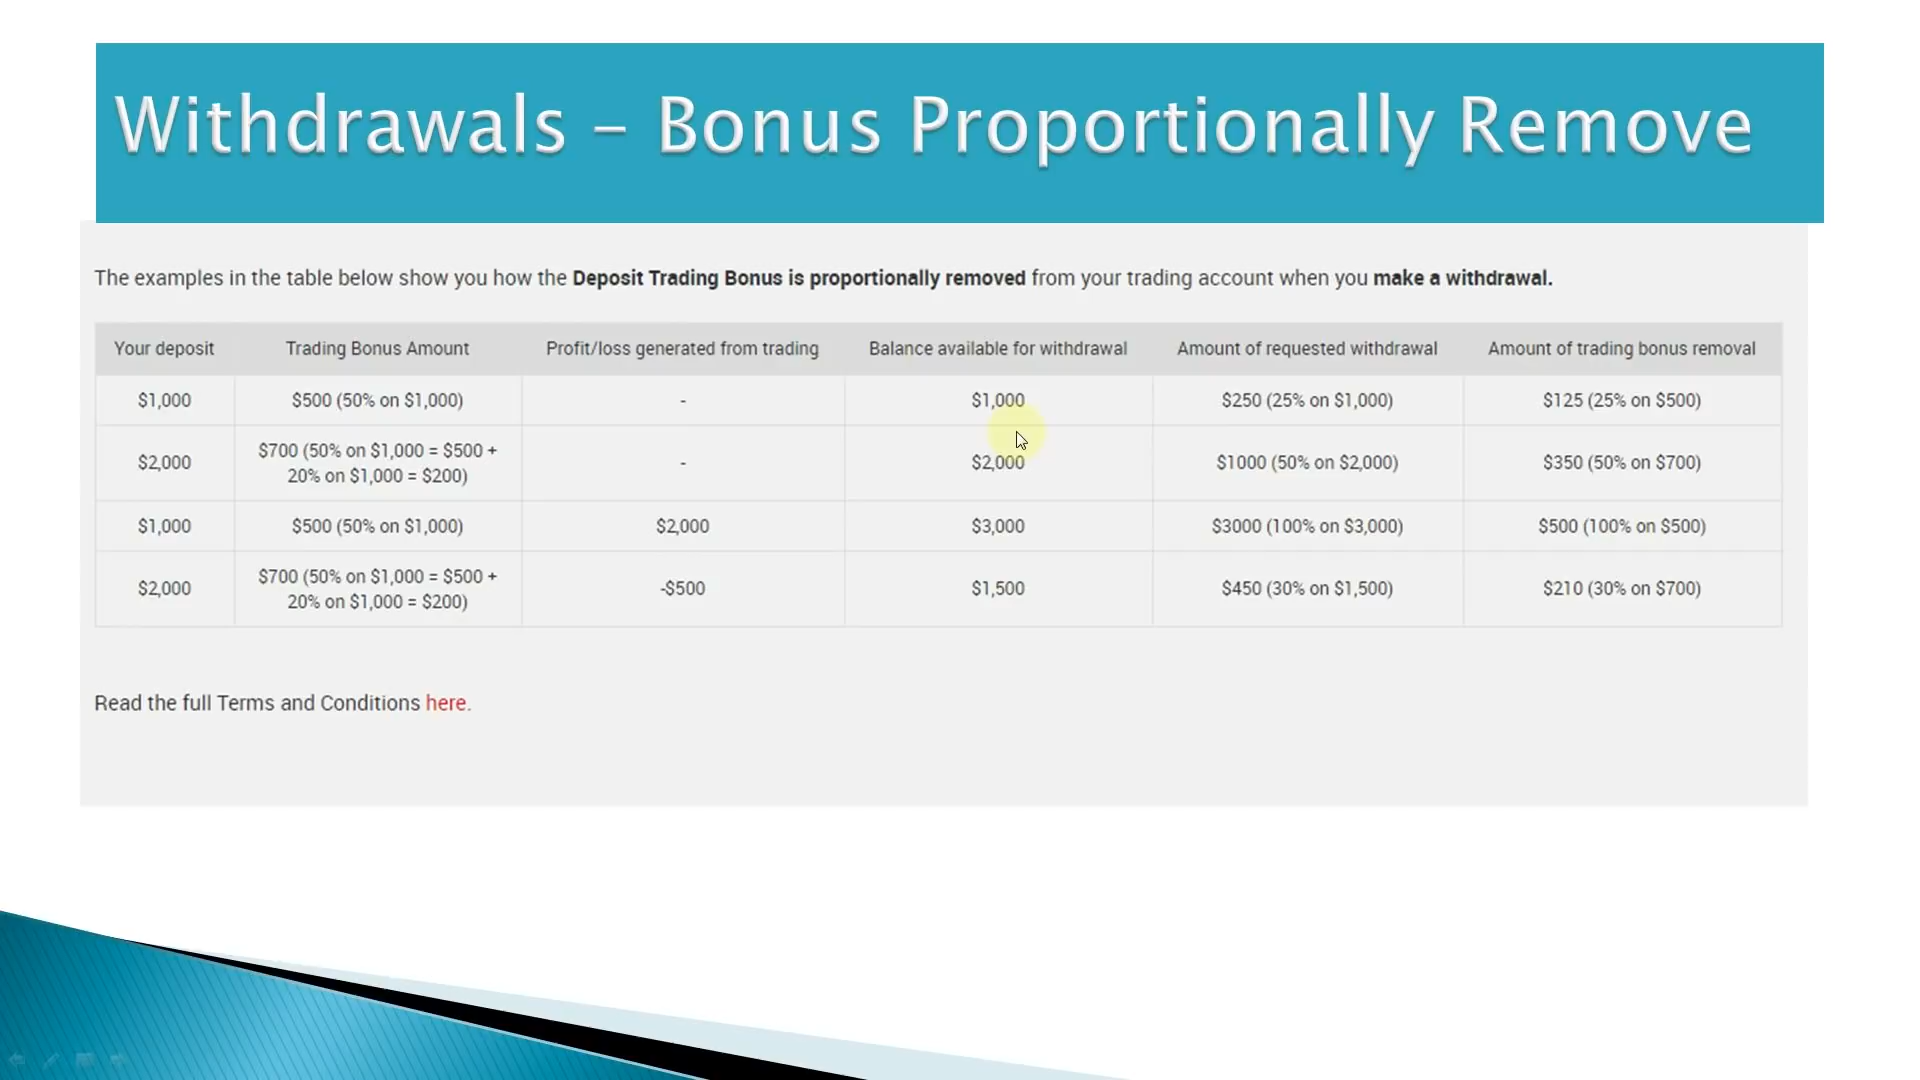 Withdrawals – Bonus Proportionally Remove
The examples in the table below show you how the Deposit Trading Bonus is proportionally removed from your trading account when you make a withdrawal.
Your deposit Trading Bonus Amount Profit/loss generated from trading Balance available for withdrawal Amount of requested withdrawal Amount of trading bonus removal
$1,000 $500 (50% on $1,000) - $1,000 $250 (25% on $1,000) $125 (25% on $500)
$700 (50% on $1,000 = $500 +
$2,000 - $2,000 $1000 (50% on $2,000) $350 (50% on $700)
20% on $1,000 = $200)
$1,000 $500 (50% on $1,000) $2,000 $3,000 $3000 (100% on $3,000) $500 (100% on $500)
$700 (50% on $1,000 = $500 +
$2,000 -$500 $1,500 $450 (30% on $1,500) $210 (30% on $700)
20% on $1,000 = $200)
Read the full Terms and Conditions here.